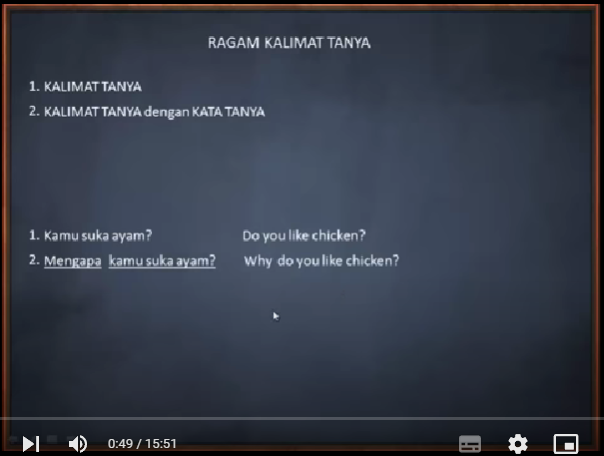 RAGAM KALIMAT TANYA
1. KALIMAT TANYA
2. KALIMAT TANYA dengan KATA TANYA
1. Kamu suka ayam? Do you like chicken?
2. Mengapa kamu suka ayam? Why do you like chicken?
0:49 / 15:51